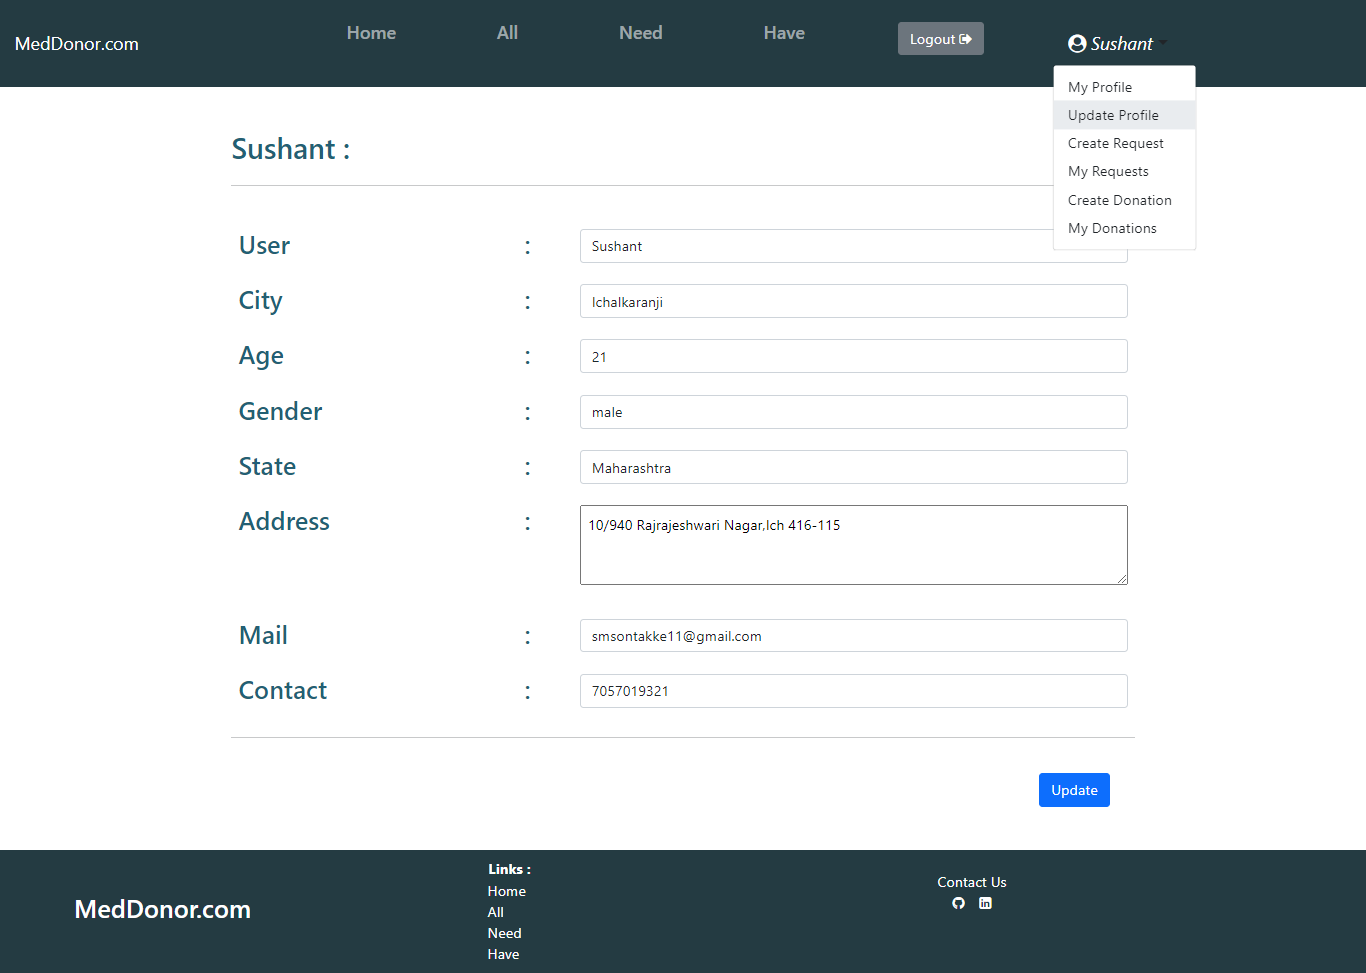 MedDonor.com
Home
All
Need
Have
Logout
Sushant
My Profile
Update Profile
Create Request
My Requests
Create Donation
My Donations
Sushant :
User : Sushant
City : Ichalkaranji
Age : 21
Gender : male
State : Maharashtra
Address : 10/940 Rajrajeshwari Nagar,Ich 416-115
Mail : smsontakke11@gmail.com
Contact : 7057019321
Update
MedDonor.com
Links :
Home
All
Need
Have
Contact Us